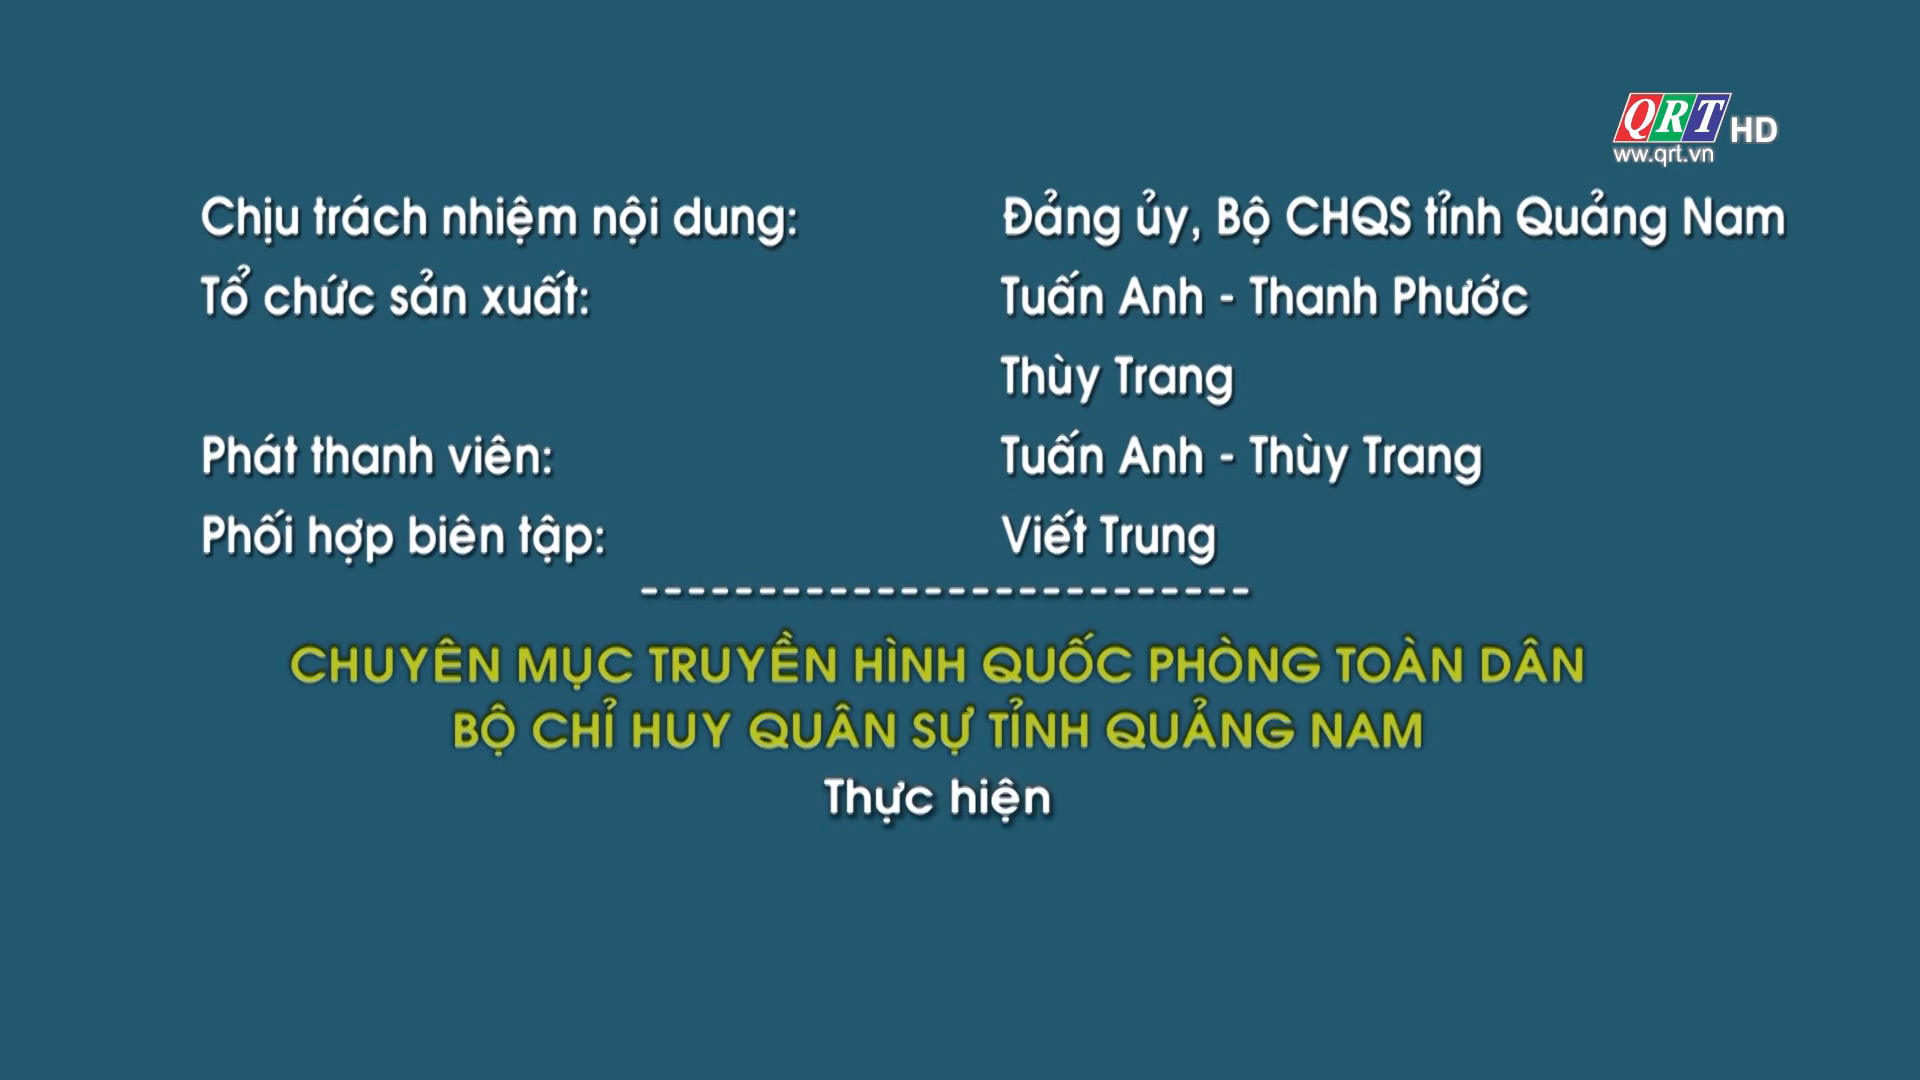 QRT HD
ww.qrt.vn
Chịu trách nhiệm nội dung: Đảng ủy, Bộ CHQS tỉnh Quảng Nam
Tổ chức sản xuất: Tuấn Anh - Thanh Phước
Thùy Trang
Phát thanh viên: Tuấn Anh - Thùy Trang
Phối hợp biên tập: Viết Trung
--------------------------
CHUYÊN MỤC TRUYỀN HÌNH QUỐC PHÒNG TOÀN DÂN
BỘ CHỈ HUY QUÂN SỰ TỈNH QUẢNG NAM
Thực hiện